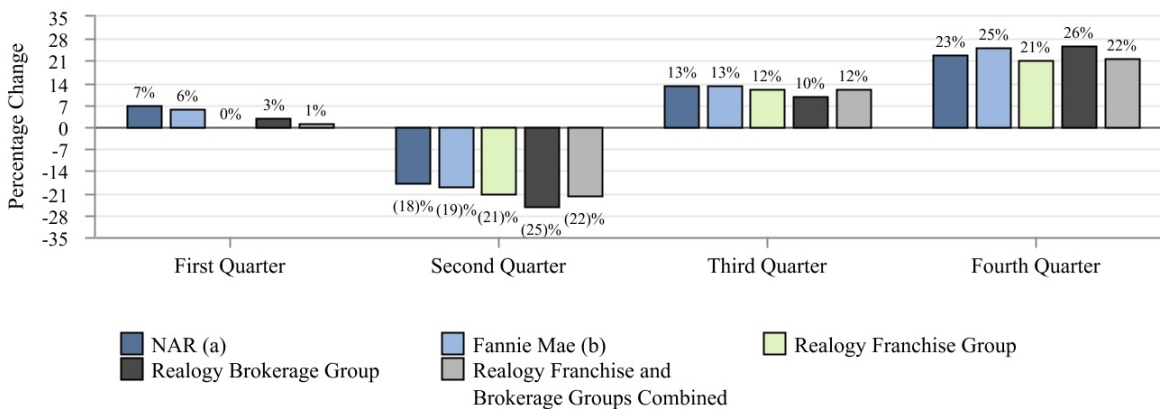 Percentage Change
35
28
21
14
7
0
-7
-14
-21
-28
-35
7%
6%
0%
3%
1%
(18)%
(19)%
(21)%
(25)%
(22)%
13%
13%
12%
10%
12%
23%
25%
21%
26%
22%
First Quarter
Second Quarter
Third Quarter
Fourth Quarter
NAR (a)
Fannie Mae (b)
Realogy Franchise Group
Realogy Brokerage Group
Realogy Franchise and
Brokerage Groups Combined